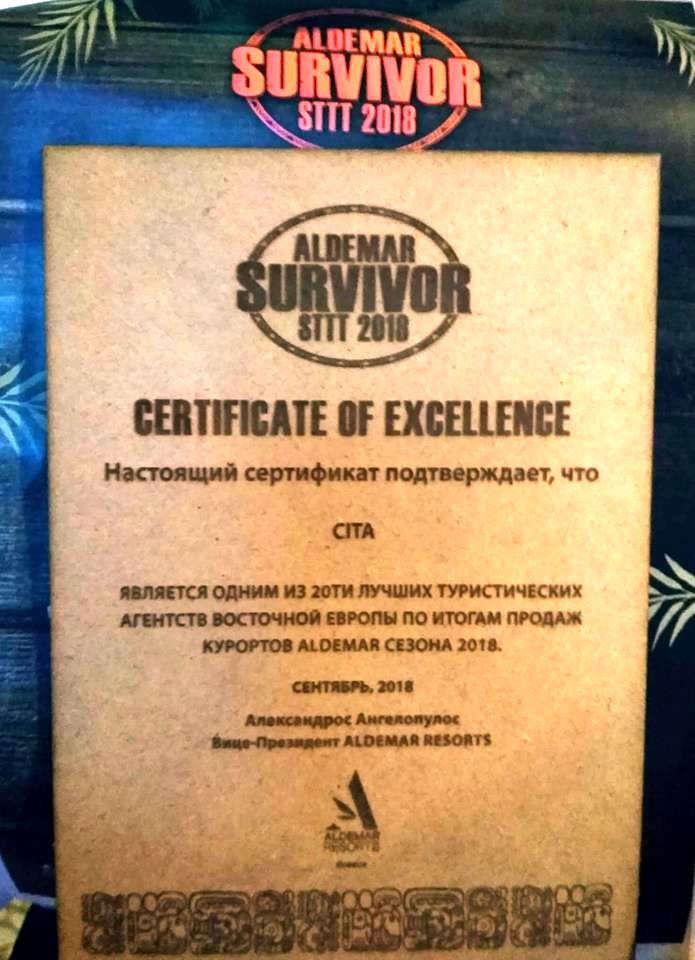 ALDEMAR
SURVIVOR
STTT 2018
ALDEMAR
SURVIVOR
STTT 2018
CERTIFICATE OF EXCELLENCE
Настоящий сертификат подтверждает, что
CITA
ЯВЛЯЕТСЯ ОДНИМ ИЗ 20ТИ ЛУЧШИХ ТУРИСТИЧЕСКИХ
АГЕНТСТВ ВОСТОЧНОЙ ЕВРОПЫ ПО ИТОГАМ ПРОДАЖ
КУРОРТОВ ALDEMAR СЕЗОНА 2018.
СЕНТЯБРЬ, 2018
Александрос Ангелопулос
Вице-Президент ALDEMAR RESORTS
ALDEMAR
RESORTS